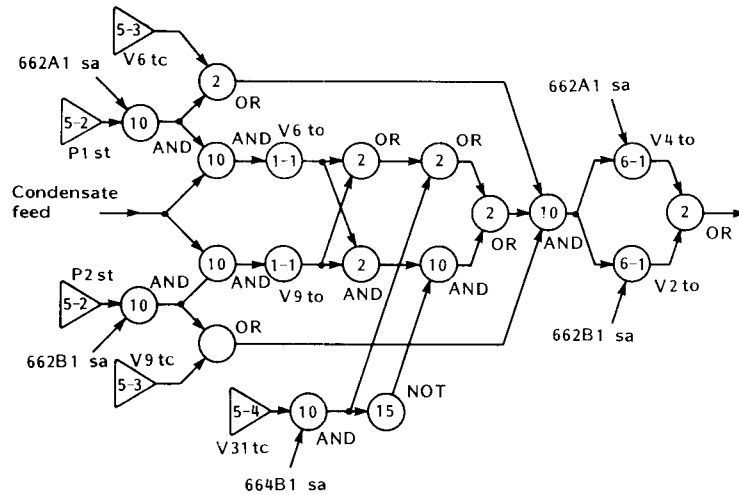 5-3
V6 tc
662A1 sa
2
OR
662A1 sa
5-2
10
P1 st
AND
AND
V6 to
OR
OR
V4 to
10
1-1
2
2
6-1
Condensate
feed
2
OR
10
AND
2
OR
P2 st
AND
10
AND
1-1
V9 to
2
AND
10
AND
6-1
V2 to
5-2
10
OR
662B1 sa
662B1 sa
V9 tc
5-3
NOT
5-4
10
AND
15
V31 tc
664B1 sa